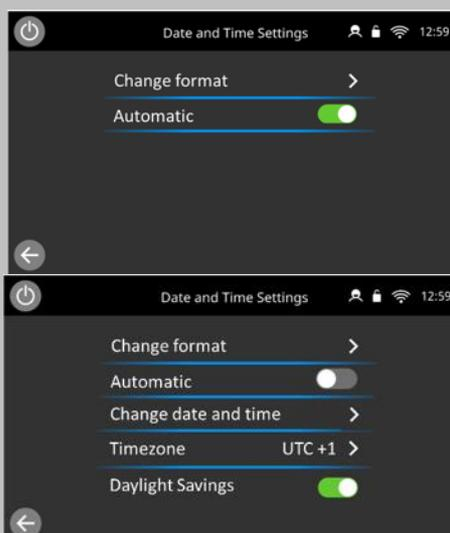 Date and Time Settings 12:59
Change format
Automatic
Date and Time Settings 12:59
Change format
Automatic
Change date and time
Timezone UTC +1
Daylight Savings